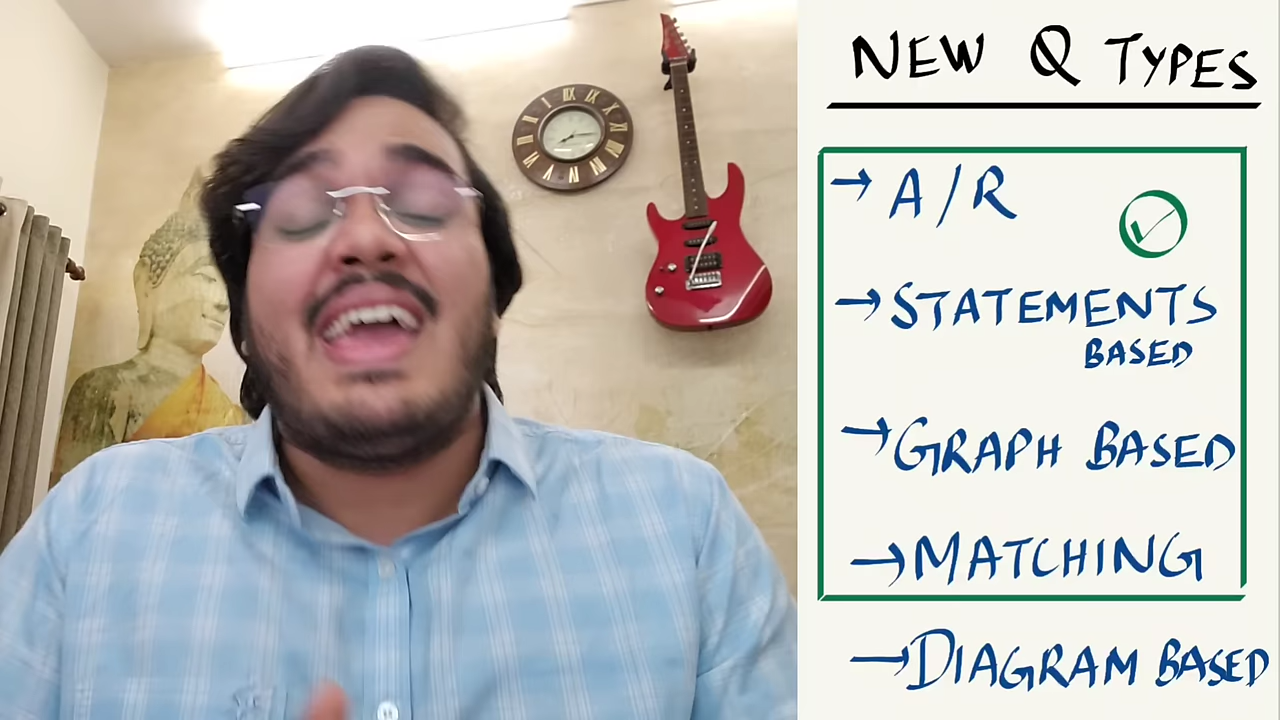 NEW Q TYPES
→ A/R
→ STATEMENTS
BASED
→ GRAPH BASED
→ MATCHING
→ DIAGRAM BASED